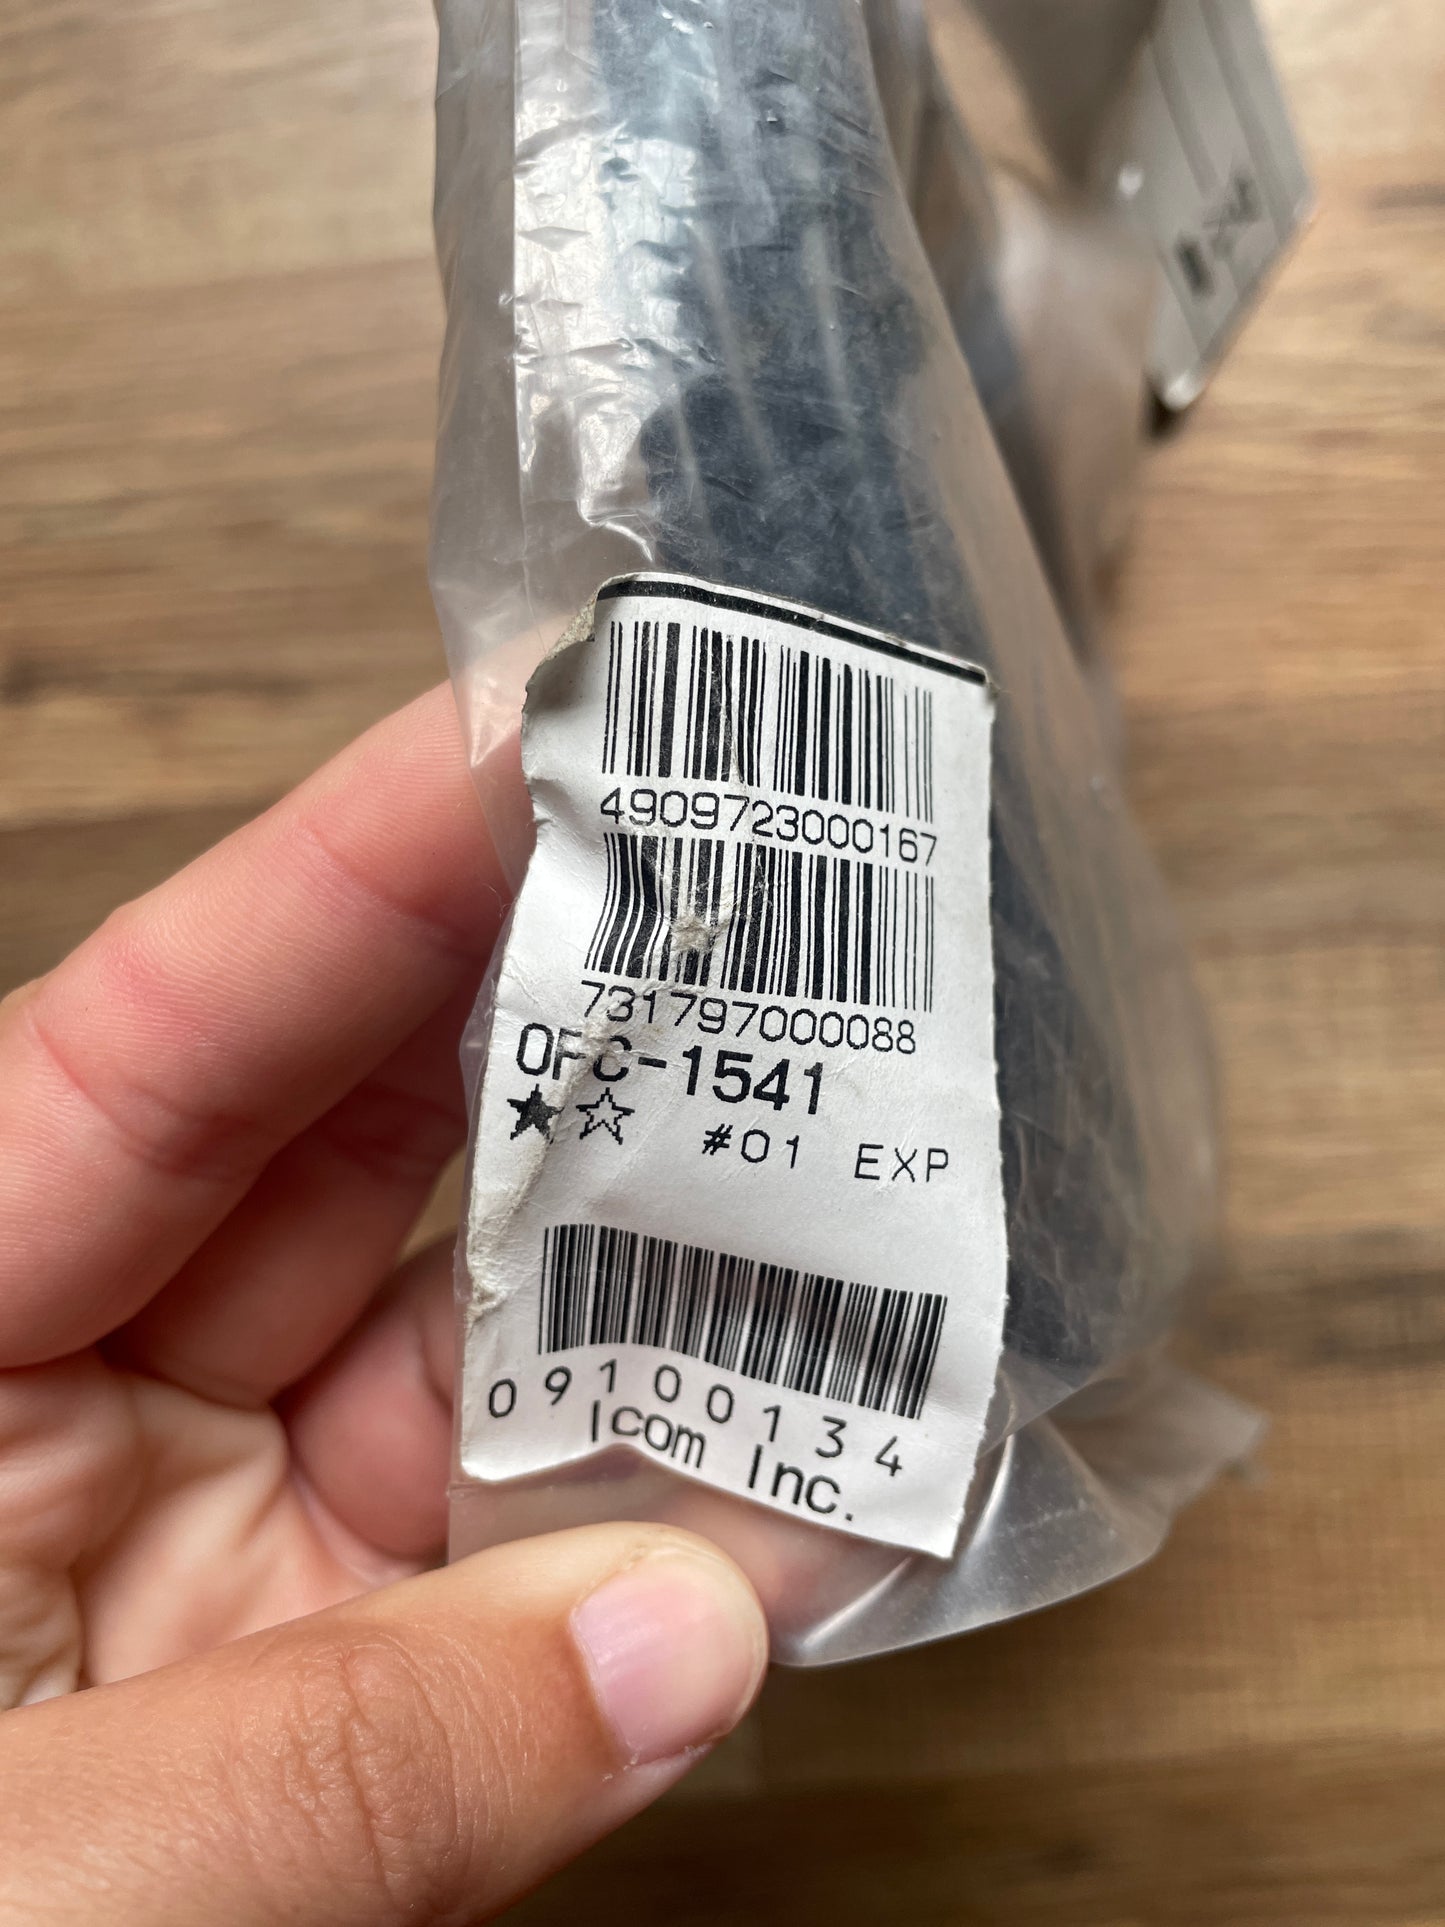 4909723000167
731797000088
OPC-1541
★☆ #01 EXP
09100134
Icom Inc.